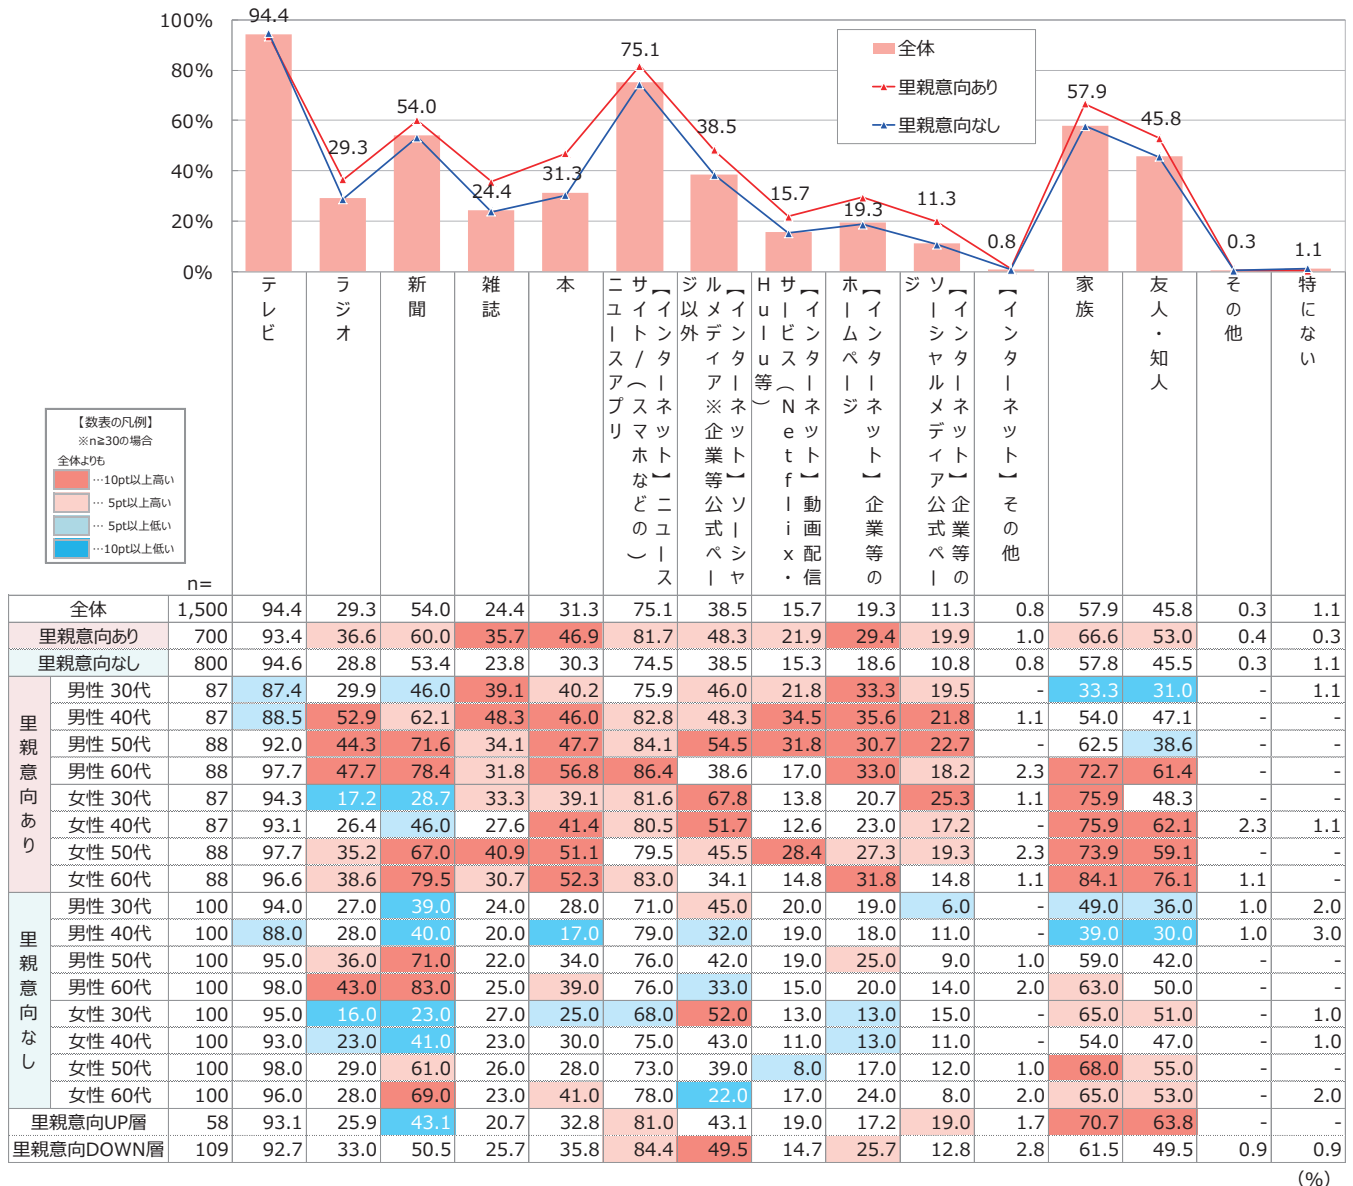 100%
80%
60%
40%
20%
0%
94.4
29.3
54.0
24.4
31.3
75.1
38.5
15.7
19.3
11.3
0.8
57.9
45.8
0.3
1.1
全体
里親意向あり
里親意向なし
テレビ
ラジオ
新聞
雑誌
本
【インターネット】ニュース
サイト/(スマホなどの)
ニュースアプリ
【インターネット】ソーシャ
ルメディア※企業等公式ペー
ジ以外
【インターネット】動画配信
サービス(Netflix・
Hulu等)
【インターネット】企業等の
ホームページ
【インターネット】企業等の
ソーシャルメディア公式ペー
ジ
【インターネット】その他
家族
友人・知人
その他
特にない
【数表の凡例】
※n≧30の場合
全体よりも
…10pt以上高い
… 5pt以上高い
… 5pt以上低い
…10pt以上低い
n=
全体 1,500 94.4 29.3 54.0 24.4 31.3 75.1 38.5 15.7 19.3 11.3 0.8 57.9 45.8 0.3 1.1
里親意向あり 700 93.4 36.6 60.0 35.7 46.9 81.7 48.3 21.9 29.4 19.9 1.0 66.6 53.0 0.4 0.3
里親意向なし 800 94.6 28.8 53.4 23.8 30.3 74.5 38.5 15.3 18.6 10.8 0.8 57.8 45.5 0.3 1.1
里親意向あり
男性 30代 87 87.4 29.9 46.0 39.1 40.2 75.9 46.0 21.8 33.3 19.5 - 33.3 31.0 - 1.1
男性 40代 87 88.5 52.9 62.1 48.3 46.0 82.8 48.3 34.5 35.6 21.8 1.1 54.0 47.1 - -
男性 50代 88 92.0 44.3 71.6 34.1 47.7 84.1 54.5 31.8 30.7 22.7 - 62.5 38.6 - -
男性 60代 88 97.7 47.7 78.4 31.8 56.8 86.4 38.6 17.0 33.0 18.2 2.3 72.7 61.4 - -
女性 30代 87 94.3 17.2 28.7 33.3 39.1 81.6 67.8 13.8 20.7 25.3 1.1 75.9 48.3 - -
女性 40代 87 93.1 26.4 46.0 27.6 41.4 80.5 51.7 12.6 23.0 17.2 - 75.9 62.1 2.3 1.1
女性 50代 88 97.7 35.2 67.0 40.9 51.1 79.5 45.5 28.4 27.3 19.3 2.3 73.9 59.1 - -
女性 60代 88 96.6 38.6 79.5 30.7 52.3 83.0 34.1 14.8 31.8 14.8 1.1 84.1 76.1 1.1 -
里親意向なし
男性 30代 100 94.0 27.0 39.0 24.0 28.0 71.0 45.0 20.0 19.0 6.0 - 49.0 36.0 1.0 2.0
男性 40代 100 88.0 28.0 40.0 20.0 17.0 79.0 32.0 19.0 18.0 11.0 - 39.0 30.0 1.0 3.0
男性 50代 100 95.0 36.0 71.0 22.0 34.0 76.0 42.0 19.0 25.0 9.0 1.0 59.0 42.0 - -
男性 60代 100 98.0 43.0 83.0 25.0 39.0 76.0 33.0 15.0 20.0 14.0 2.0 63.0 50.0 - -
女性 30代 100 95.0 16.0 23.0 27.0 25.0 68.0 52.0 13.0 13.0 15.0 - 65.0 51.0 - 1.0
女性 40代 100 93.0 23.0 41.0 23.0 30.0 75.0 43.0 11.0 13.0 11.0 - 54.0 47.0 - 1.0
女性 50代 100 98.0 29.0 61.0 26.0 28.0 73.0 39.0 8.0 17.0 12.0 1.0 68.0 55.0 - -
女性 60代 100 96.0 28.0 69.0 23.0 41.0 78.0 22.0 17.0 24.0 8.0 2.0 65.0 53.0 - 2.0
里親意向UP層 58 93.1 25.9 43.1 20.7 32.8 81.0 43.1 19.0 17.2 19.0 1.7 70.7 63.8 - -
里親意向DOWN層 109 92.7 33.0 50.5 25.7 35.8 84.4 49.5 14.7 25.7 12.8 2.8 61.5 49.5 0.9 0.9
(%)